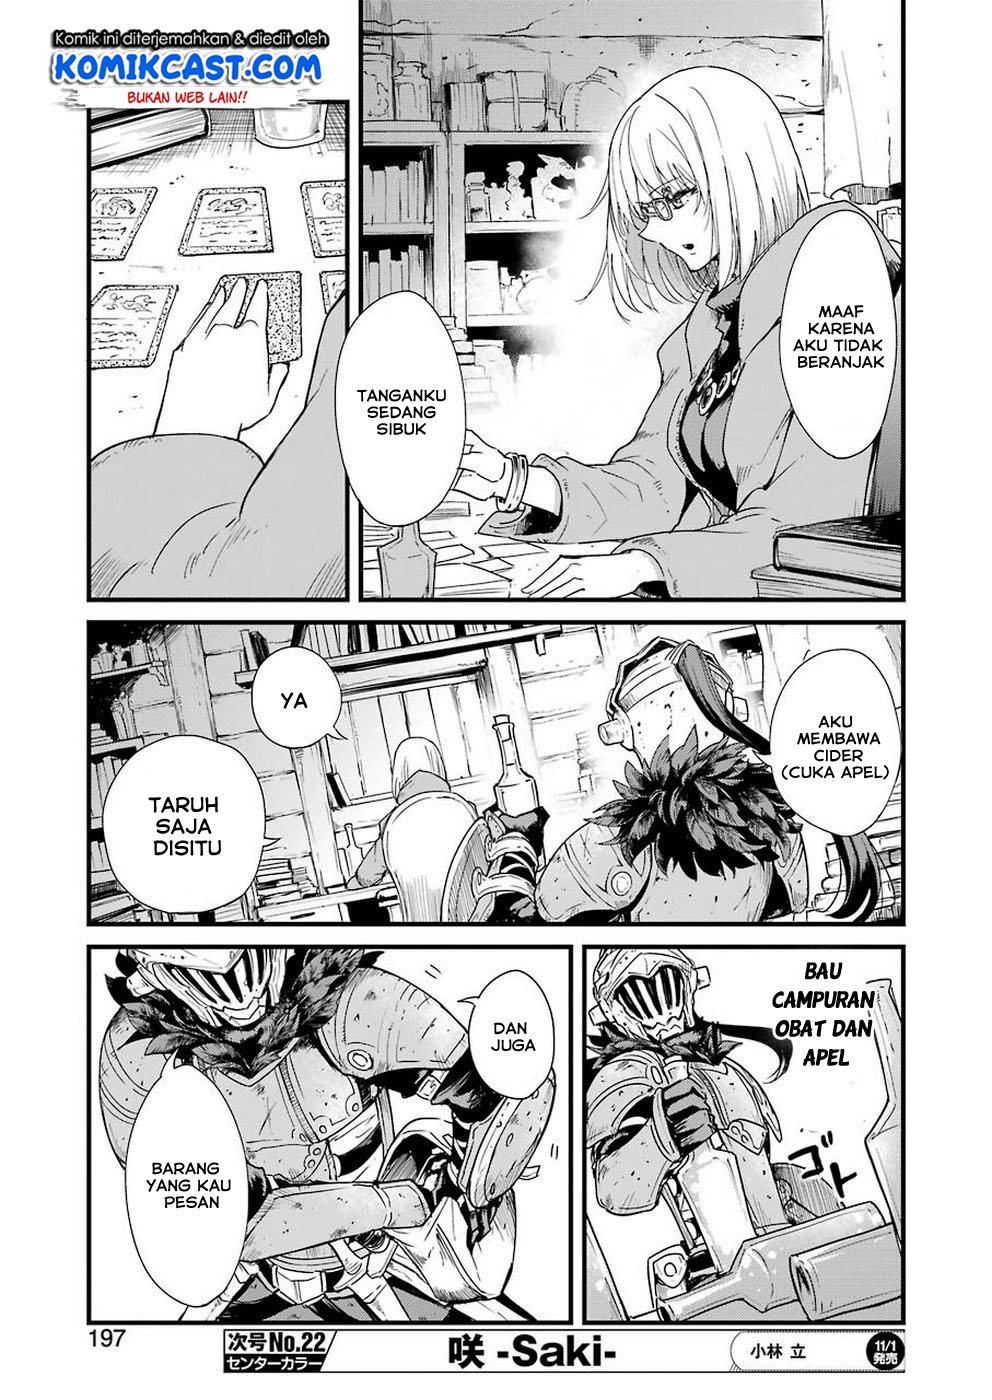 Komik ini diterjemahkan & diedit oleh
KOMIKCAST.COM
BUKAN WEB LAIN!!
MAAF
KARENA
AKU TIDAK
BERANJAK
TANGANKU
SEDANG
SIBUK
AKU
MEMBAWA
CIDER
(CUKA APEL)
YA
TARUH
SAJA
DISITU
BAU
CAMPURAN
OBAT DAN
APEL
ゴトッ
DAN
JUGA
BARANG
YANG KAU
PESAN
197
次号No.22
センターカラー
咲 -Saki-
小林 立
11/1
発売